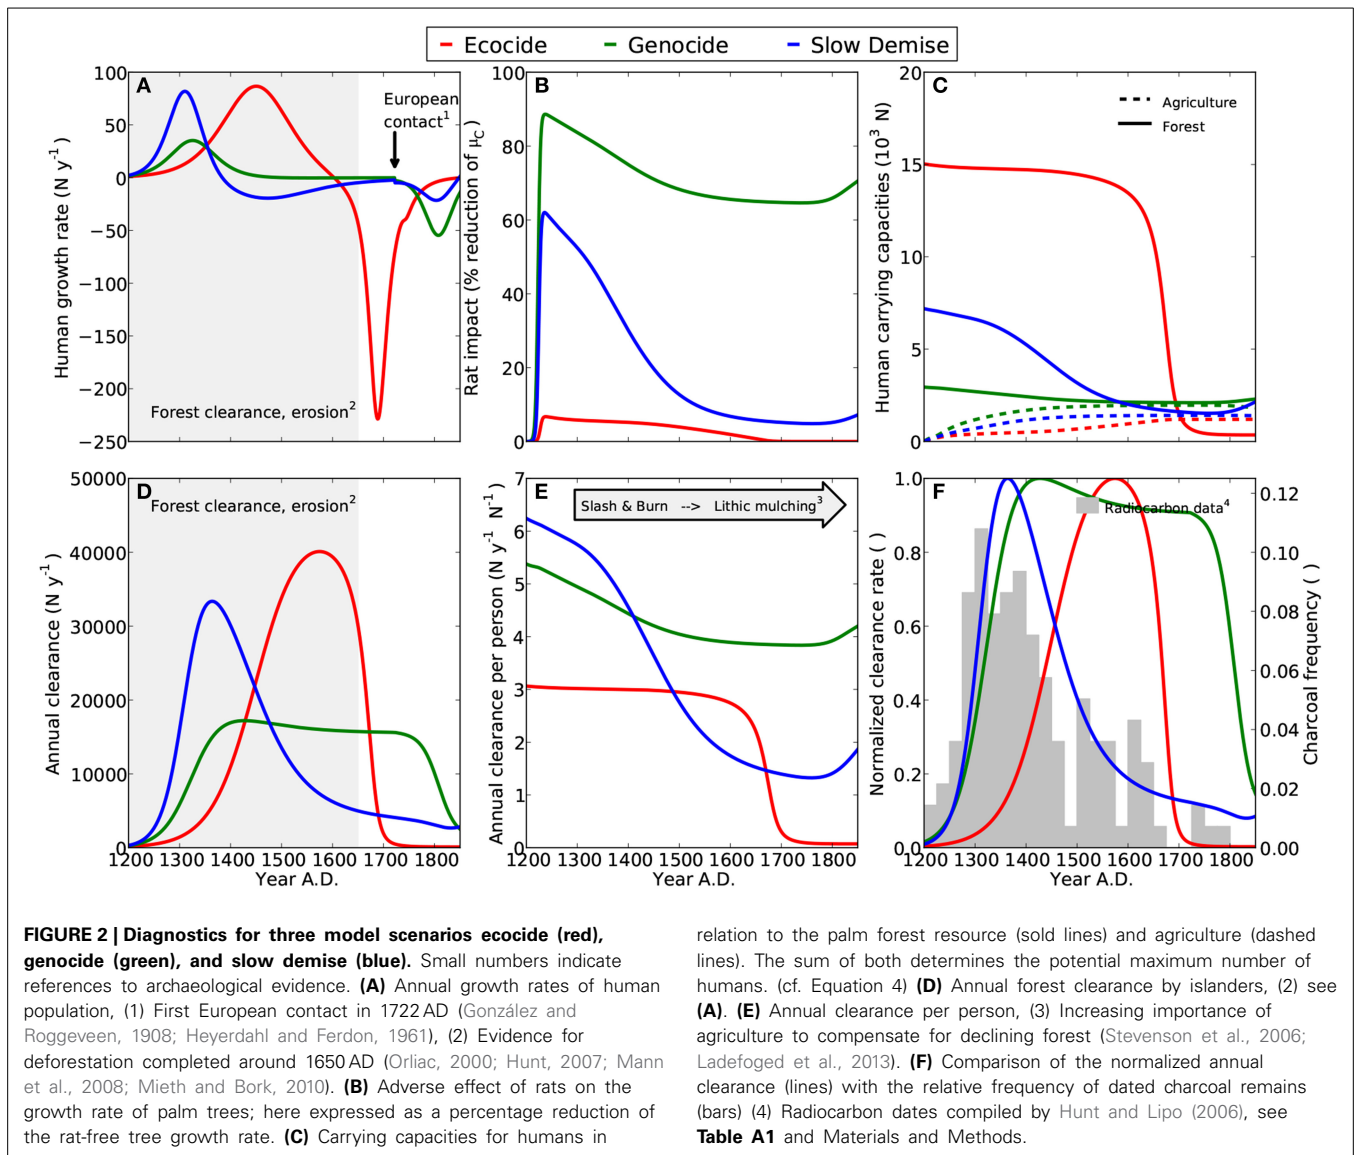 Ecocide Genocide Slow Demise
A
100
50
0
−50
−100
−150
−200
−250
Human growth rate (N y-1 )
European
contact1
Forest clearance, erosion2
B
100
80
60
40
20
0
Rat impact (% reduction of μC)
C
20
15
10
5
0
Human carrying capacities (103 N)
Agriculture
Forest
D
50000
40000
30000
20000
10000
0
Annual clearance (N y-1)
Forest clearance, erosion2
1200 1300 1400 1500 1600 1700 1800
Year A.D.
E
7
6
5
4
3
2
1
0
Annual clearance per person (N y-1 N-1)
Slash & Burn --> Lithic mulching3
1200 1300 1400 1500 1600 1700 1800
Year A.D.
F
1.0
0.8
0.6
0.4
0.2
0.0
Normalized clearance rate ( )
Radiocarbon data4
0.12
0.10
0.08
0.06
0.04
0.02
0.00
Charcoal frequency ( )
1200 1300 1400 1500 1600 1700 1800
Year A.D.
FIGURE 2 | Diagnostics for three model scenarios ecocide (red),
genocide (green), and slow demise (blue). Small numbers indicate
references to archaeological evidence. (A) Annual growth rates of human
population, (1) First European contact in 1722 AD (González and
Roggeveen, 1908; Heyerdahl and Ferdon, 1961), (2) Evidence for
deforestation completed around 1650 AD (Orliac, 2000; Hunt, 2007; Mann
et al., 2008; Mieth and Bork, 2010). (B) Adverse effect of rats on the
growth rate of palm trees; here expressed as a percentage reduction of
the rat-free tree growth rate. (C) Carrying capacities for humans in
relation to the palm forest resource (sold lines) and agriculture (dashed
lines). The sum of both determines the potential maximum number of
humans. (cf. Equation 4) (D) Annual forest clearance by islanders, (2) see
(A). (E) Annual clearance per person, (3) Increasing importance of
agriculture to compensate for declining forest (Stevenson et al., 2006;
Ladefoged et al., 2013). (F) Comparison of the normalized annual
clearance (lines) with the relative frequency of dated charcoal remains
(bars) (4) Radiocarbon dates compiled by Hunt and Lipo (2006), see
Table A1 and Materials and Methods.